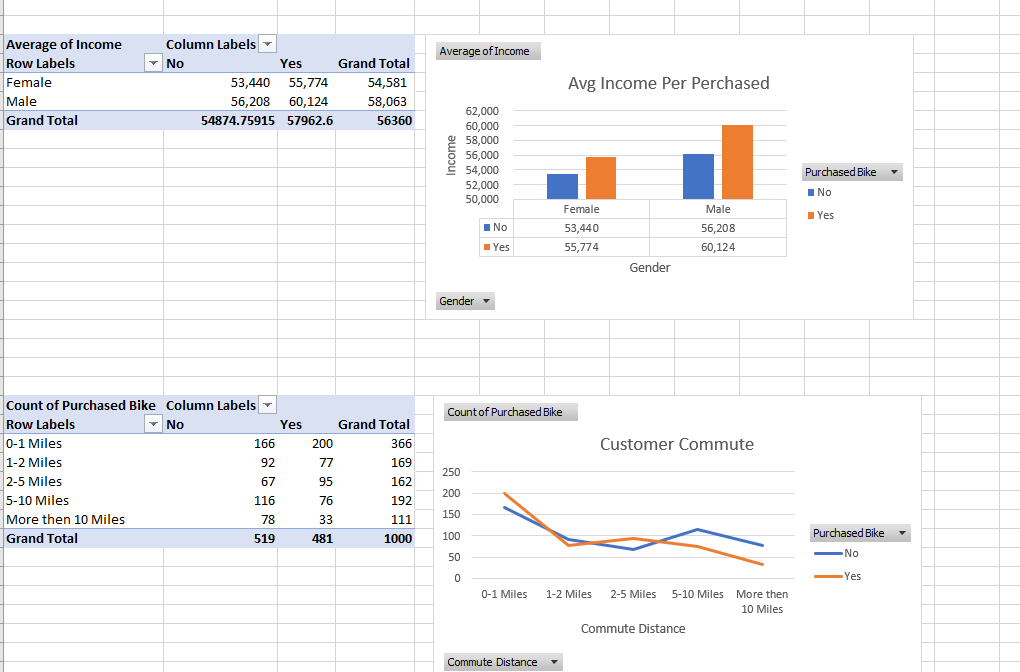 Average of Income Column Labels
Row Labels No Yes Grand Total
Female 53,440 55,774 54,581
Male 56,208 60,124 58,063
Grand Total 54874.75915 57962.6 56360
Average of Income
Avg Income Per Perchased
62,000
60,000
58,000
56,000
54,000
52,000
50,000
Income
Female Male
No 53,440 56,208
Yes 55,774 60,124
Gender
Purchased Bike
No
Yes
Gender
Count of Purchased Bike Column Labels
Row Labels No Yes Grand Total
0-1 Miles 166 200 366
1-2 Miles 92 77 169
2-5 Miles 67 95 162
5-10 Miles 116 76 192
More then 10 Miles 78 33 111
Grand Total 519 481 1000
Count of Purchased Bike
Customer Commute
250
200
150
100
50
0
0-1 Miles 1-2 Miles 2-5 Miles 5-10 Miles More then
10 Miles
Commute Distance
Purchased Bike
No
Yes
Commute Distance